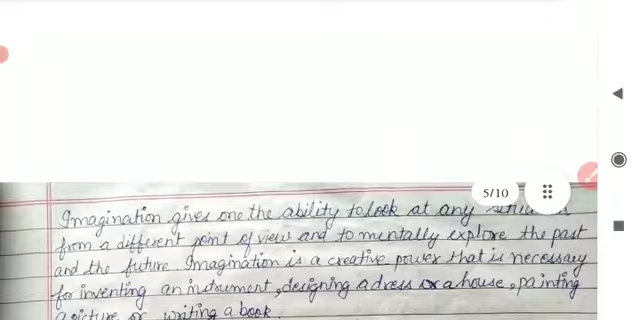 5/10
Imagination gives one the ability to look at any
from a different point of view and to mentally explore the past
and the future. Imagination is a creative power that is necessary
for inventing an instrument, designing a dress or a house, painting
a picture or writing a book.